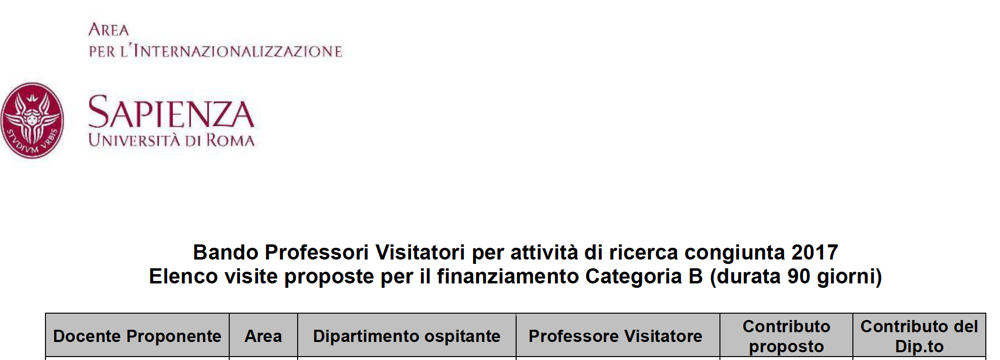 AREA
PER L'INTERNAZIONALIZZAZIONE
STVDIVM VRBIS
SAPIENZA
UNIVERSITÀ DI ROMA
Bando Professori Visitatori per attività di ricerca congiunta 2017
Elenco visite proposte per il finanziamento Categoria B (durata 90 giorni)
Docente Proponente Area Dipartimento ospitante Professore Visitatore Contributo proposto Contributo del Dip.to